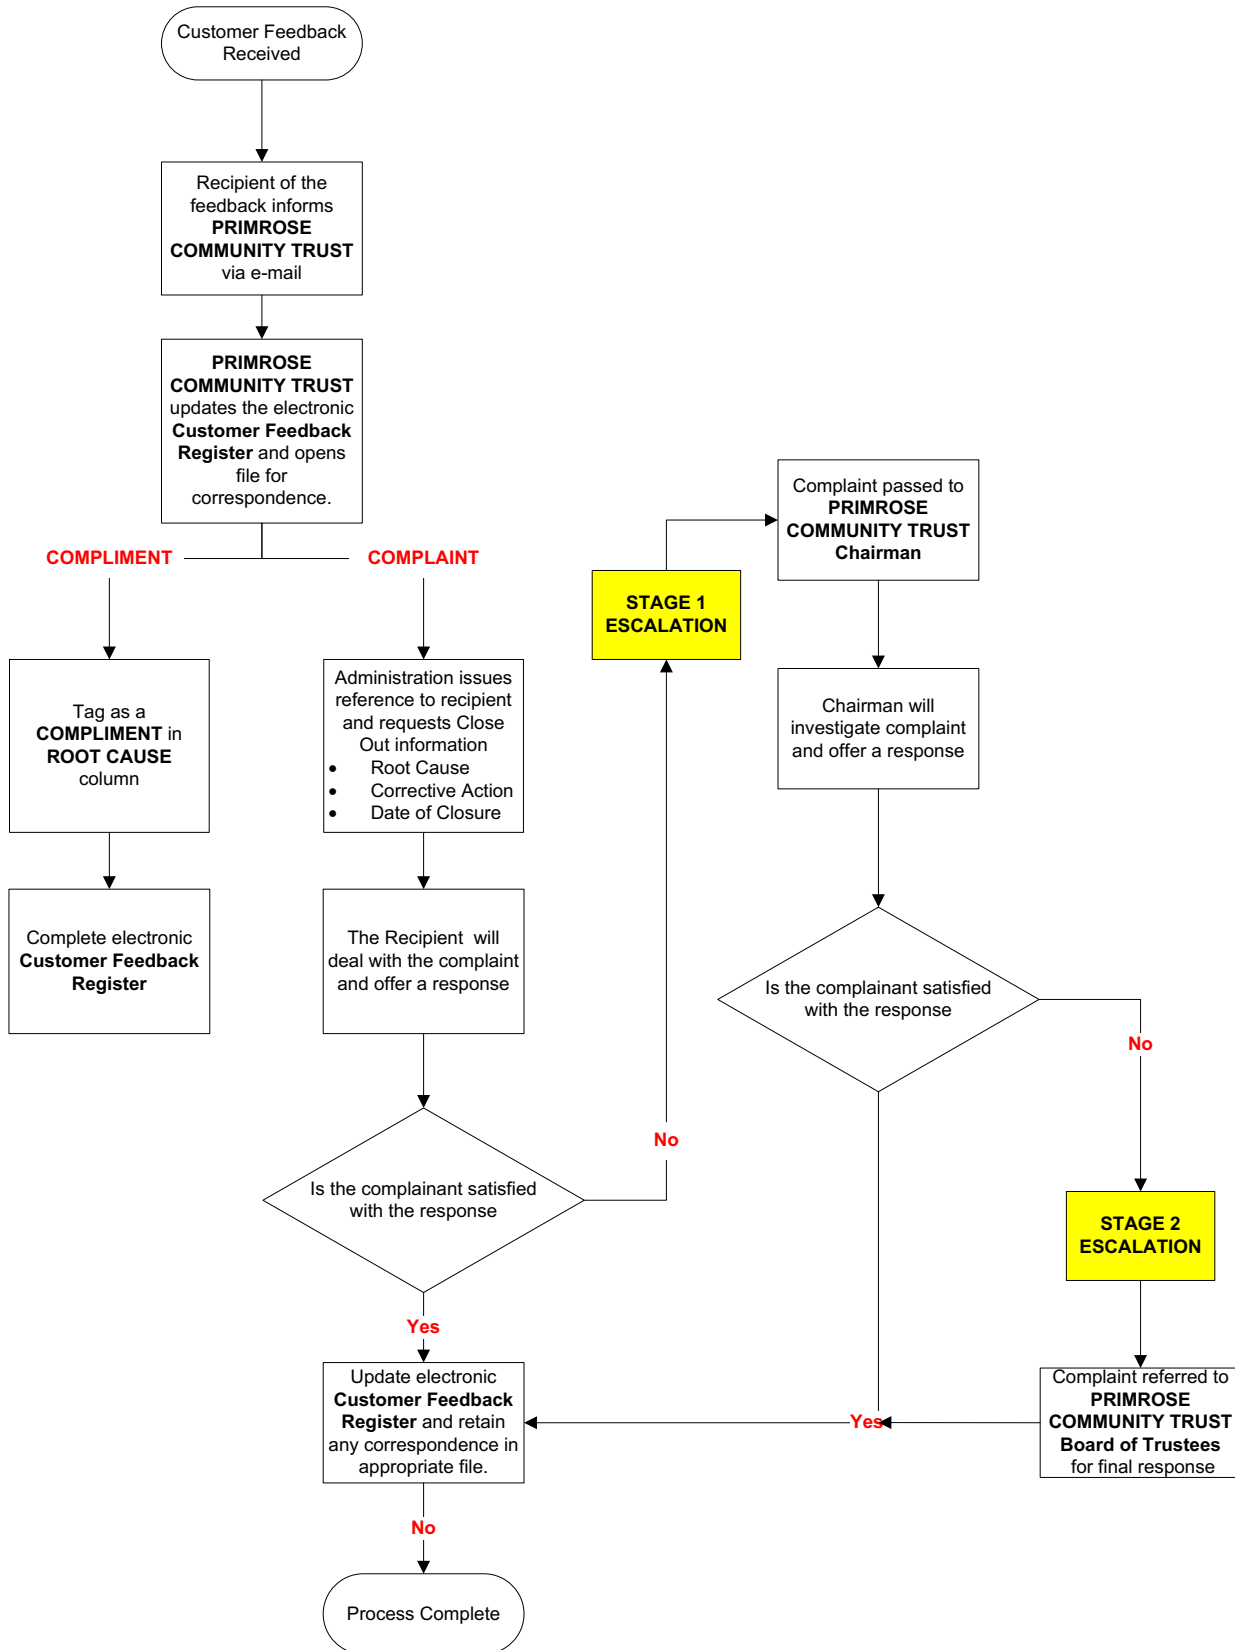 Customer Feedback
Received
Recipient of the
feedback informs
PRIMROSE
COMMUNITY TRUST
via e-mail
PRIMROSE
COMMUNITY TRUST
updates the electronic
Customer Feedback
Register and opens
file for
correspondence.
COMPLIMENT
COMPLAINT
Tag as a
COMPLIMENT in
ROOT CAUSE
column
Complete electronic
Customer Feedback
Register
Administration issues
reference to recipient
and requests Close
Out information
• Root Cause
• Corrective Action
• Date of Closure
The Recipient will
deal with the complaint
and offer a response
Is the complainant satisfied
with the response
No
Yes
Update electronic
Customer Feedback
Register and retain
any correspondence in
appropriate file.
No
Process Complete
STAGE 1
ESCALATION
Complaint passed to
PRIMROSE
COMMUNITY TRUST
Chairman
Chairman will
investigate complaint
and offer a response
Is the complainant satisfied
with the response
No
Yes
STAGE 2
ESCALATION
Complaint referred to
PRIMROSE
COMMUNITY TRUST
Board of Trustees
for final response